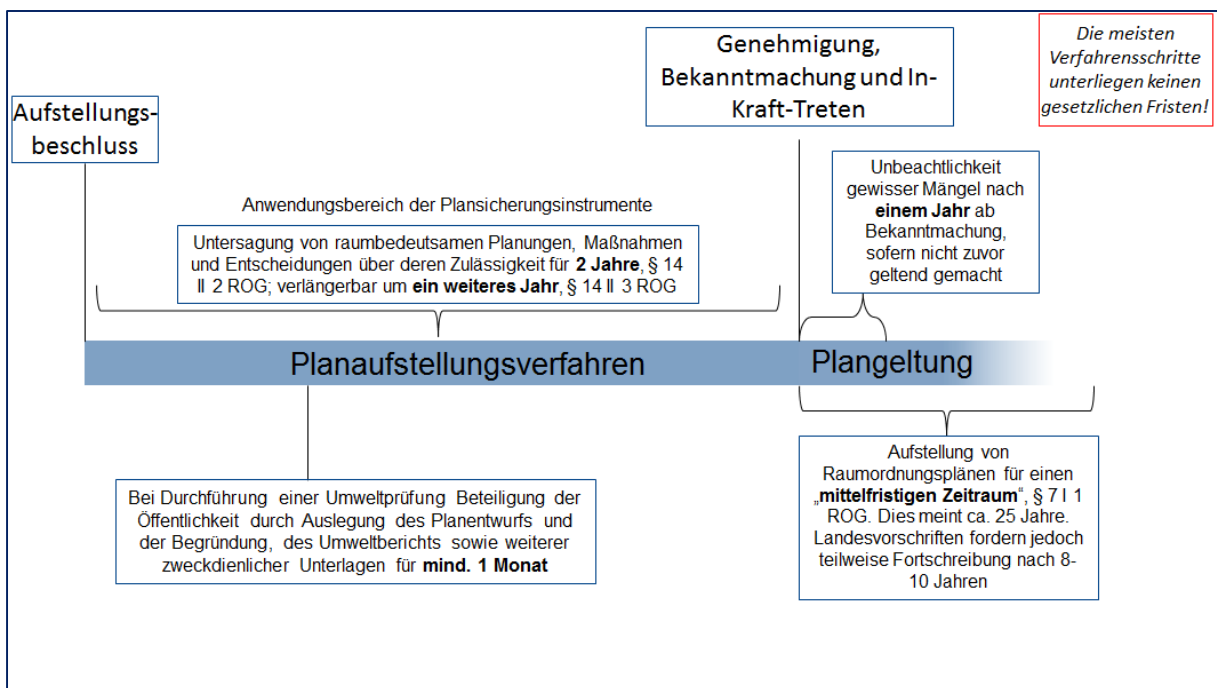 Aufstellungs-
beschluss
Genehmigung,
Bekanntmachung und In-
Kraft-Treten
Die meisten
Verfahrensschritte
unterliegen keinen
gesetzlichen Fristen!
Anwendungsbereich der Plansicherungsinstrumente
Untersagung von raumbedeutsamen Planungen, Maßnahmen
und Entscheidungen über deren Zulässigkeit für 2 Jahre, § 14
II 2 ROG; verlängerbar um ein weiteres Jahr, § 14 II 3 ROG
Unbeachtlichkeit
gewisser Mängel nach
einem Jahr ab
Bekanntmachung,
sofern nicht zuvor
geltend gemacht
Planaufstellungsverfahren
Plangeltung
Bei Durchführung einer Umweltprüfung Beteiligung der
Öffentlichkeit durch Auslegung des Planentwurfs und
der Begründung, des Umweltberichts sowie weiterer
zweckdienlicher Unterlagen für mind. 1 Monat
Aufstellung von
Raumordnungsplänen für einen
„mittelfristigen Zeitraum“, § 7 I 1
ROG. Dies meint ca. 25 Jahre.
Landesvorschriften fordern jedoch
teilweise Fortschreibung nach 8-
10 Jahren